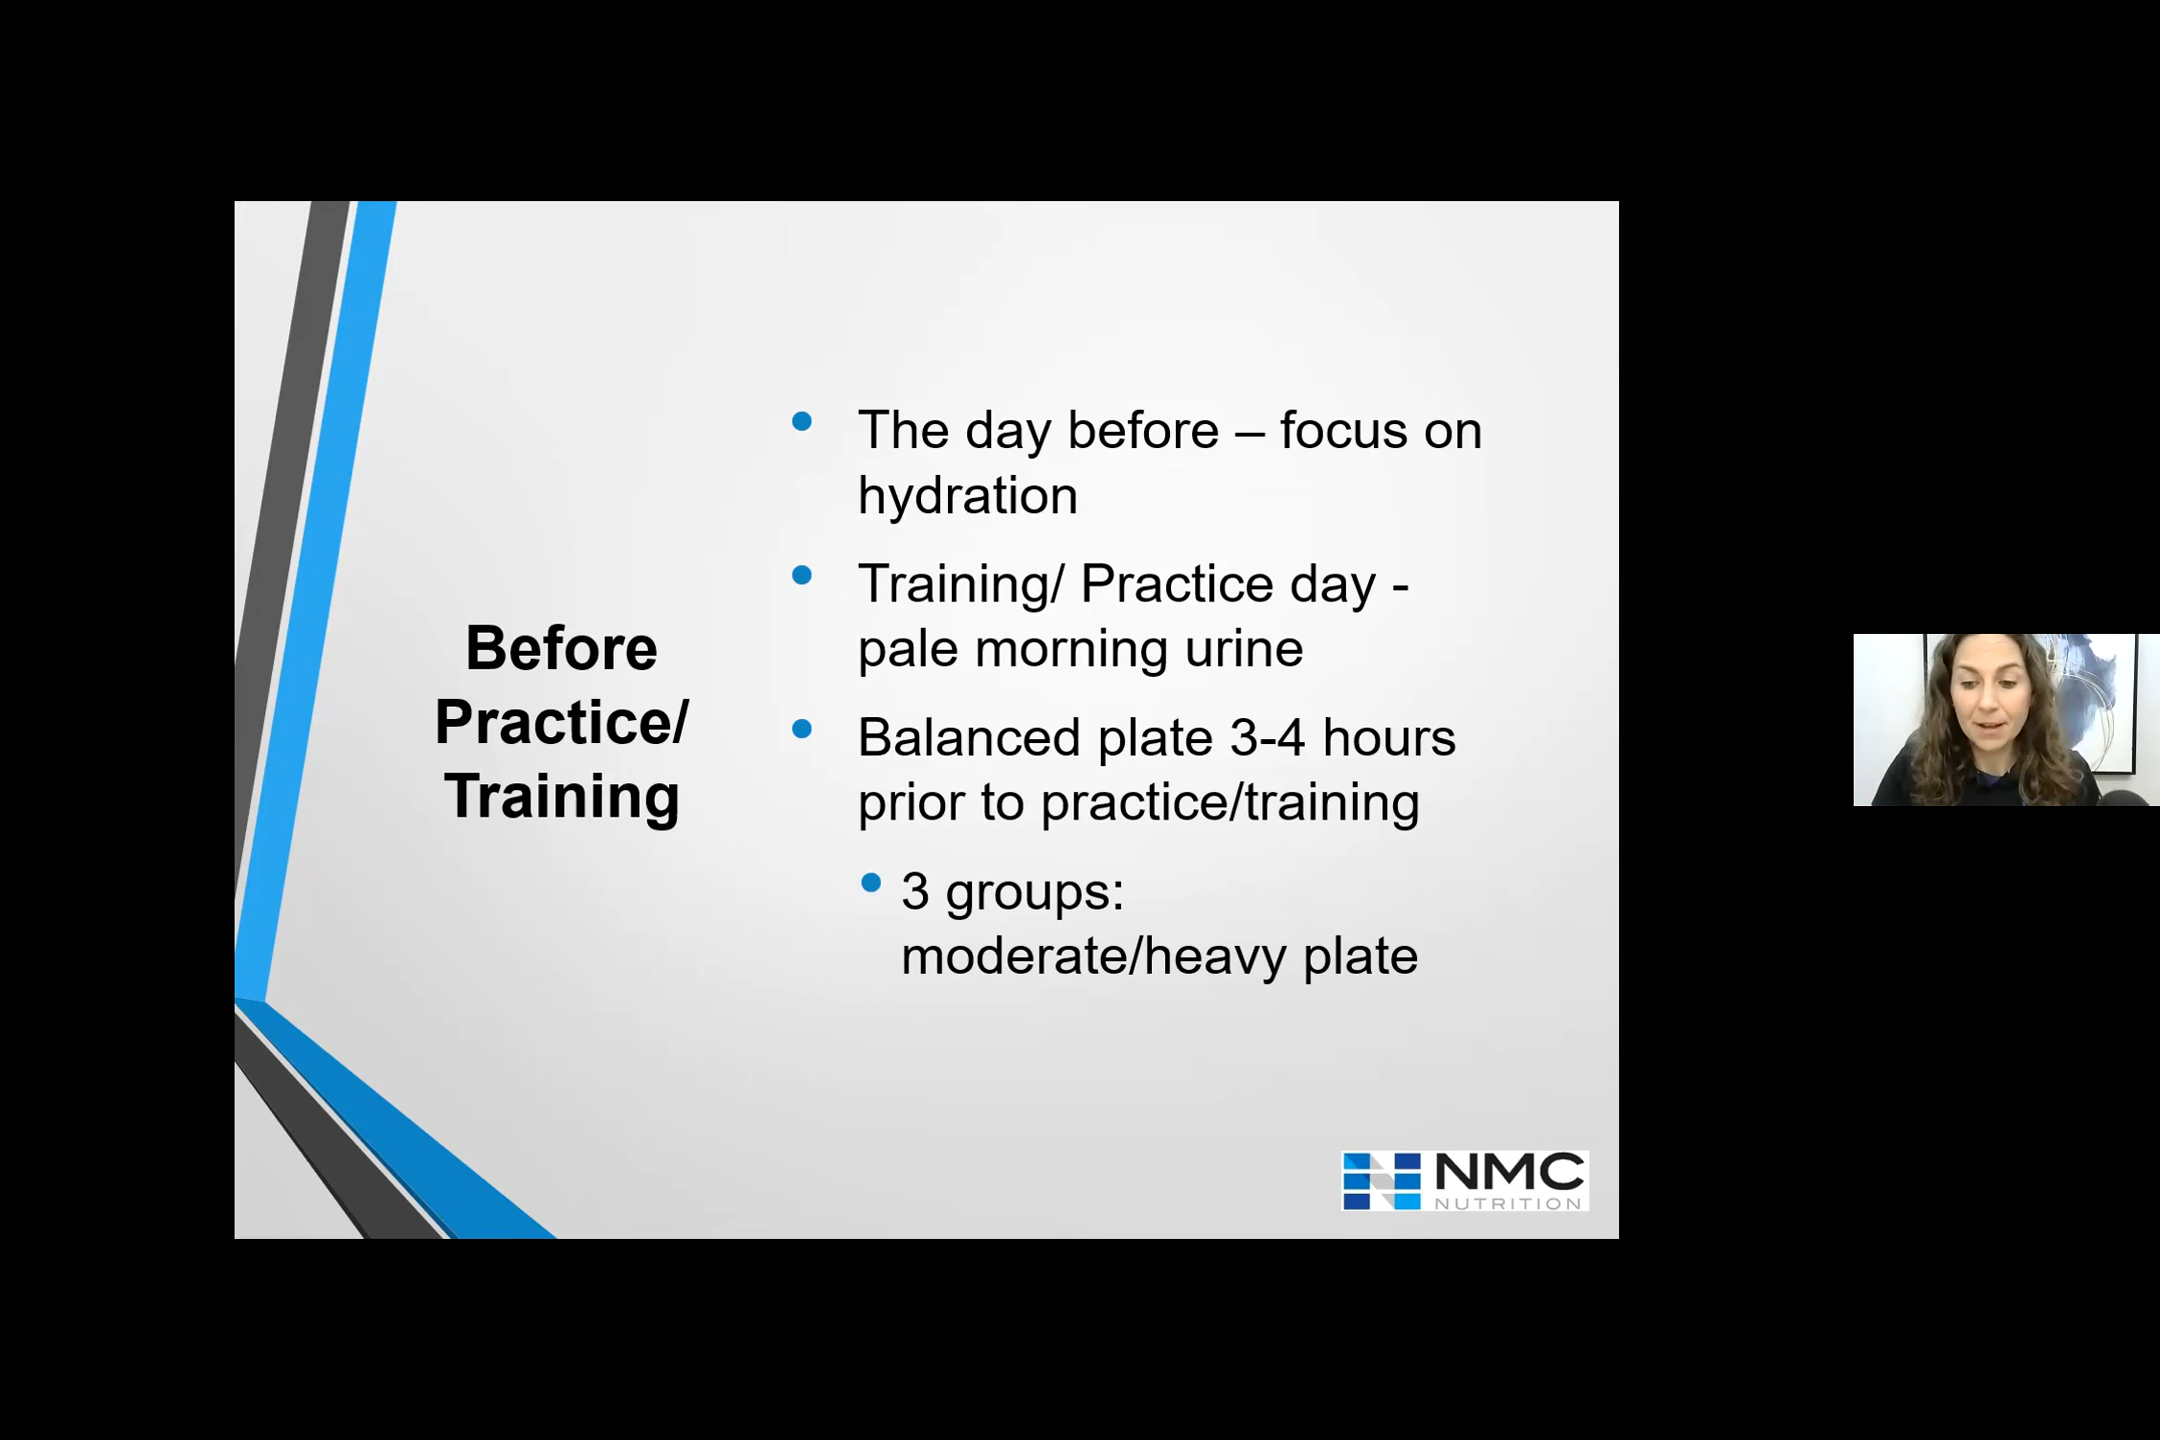 Before
Practice/
Training
The day before – focus on
hydration
Training/ Practice day -
pale morning urine
Balanced plate 3-4 hours
prior to practice/training
3 groups:
moderate/heavy plate
NMC
NUTRITION